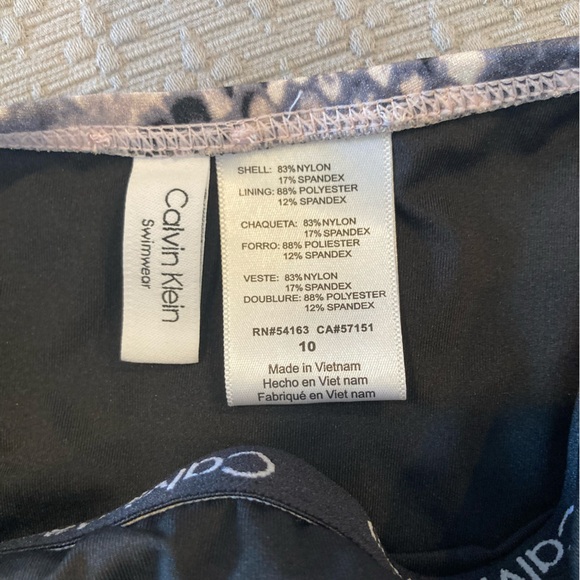 Calvin Klein
Swimwear
SHELL: 83%NYLON
17% SPANDEX
LINING: 88% POLYESTER
12% SPANDEX
CHAQUETA: 83%NYLON
17% SPANDEX
FORRO: 88% POLIESTER
12% SPANDEX
VESTE: 83%NYLON
17% SPANDEX
DOUBLURE: 88% POLYESTER
12% SPANDEX
RN#54163 CA#57151
10
Made in Vietnam
Hecho en Viet nam
Fabriqué en Viet nam